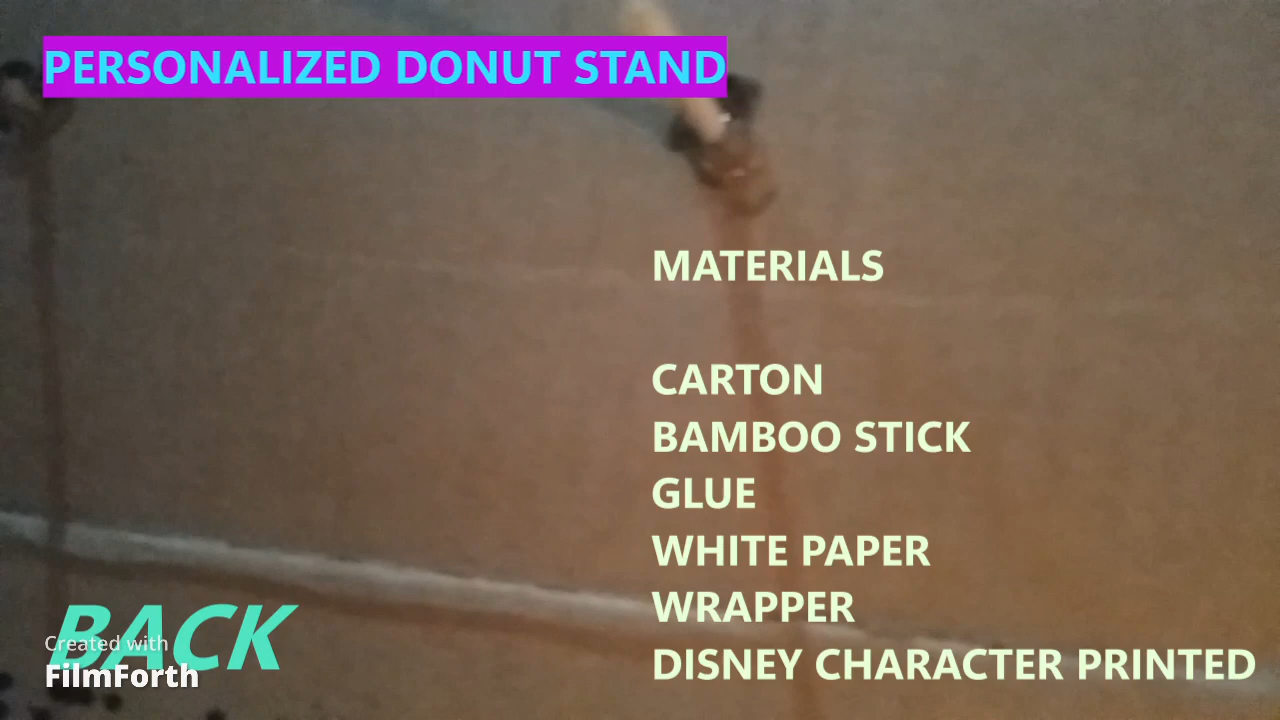 PERSONALIZED DONUT STAND
MATERIALS
CARTON
BAMBOO STICK
GLUE
WHITE PAPER
WRAPPER
DISNEY CHARACTER PRINTED
BACK
Created with
FilmForth